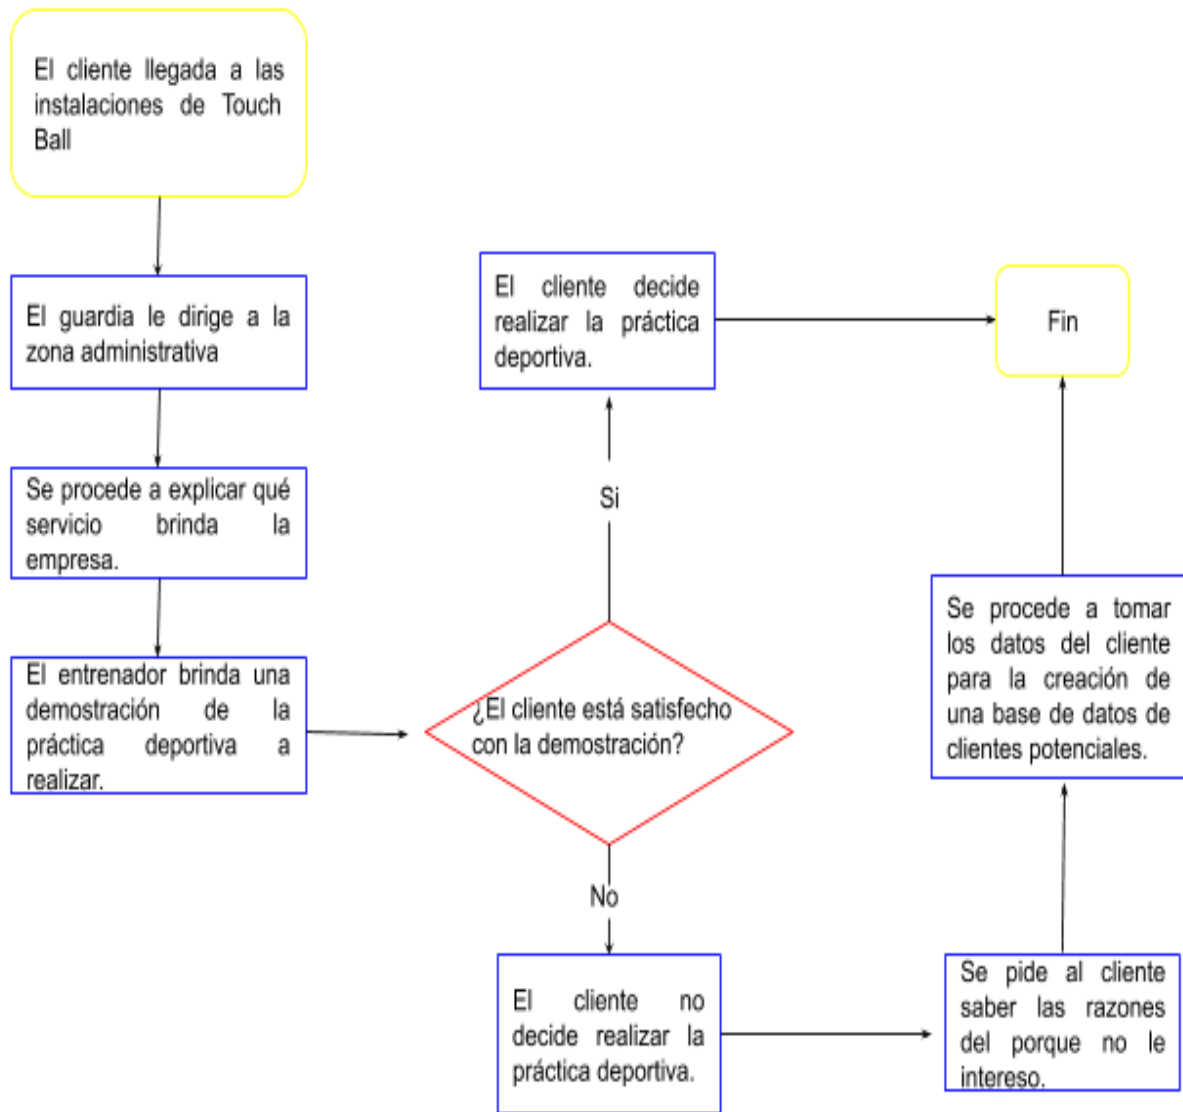 El cliente llegada a las
instalaciones de Touch
Ball
El guardia le dirige a la
zona administrativa
Se procede a explicar qué
servicio brinda la
empresa.
El entrenador brinda una
demostración de la
práctica deportiva a
realizar.
¿El cliente está satisfecho
con la demostración?
Si
El cliente decide
realizar la práctica
deportiva.
Fin
No
El cliente no
decide realizar la
práctica deportiva.
Se pide al cliente
saber las razones
del porque no le
intereso.
Se procede a tomar
los datos del cliente
para la creación de
una base de datos de
clientes potenciales.